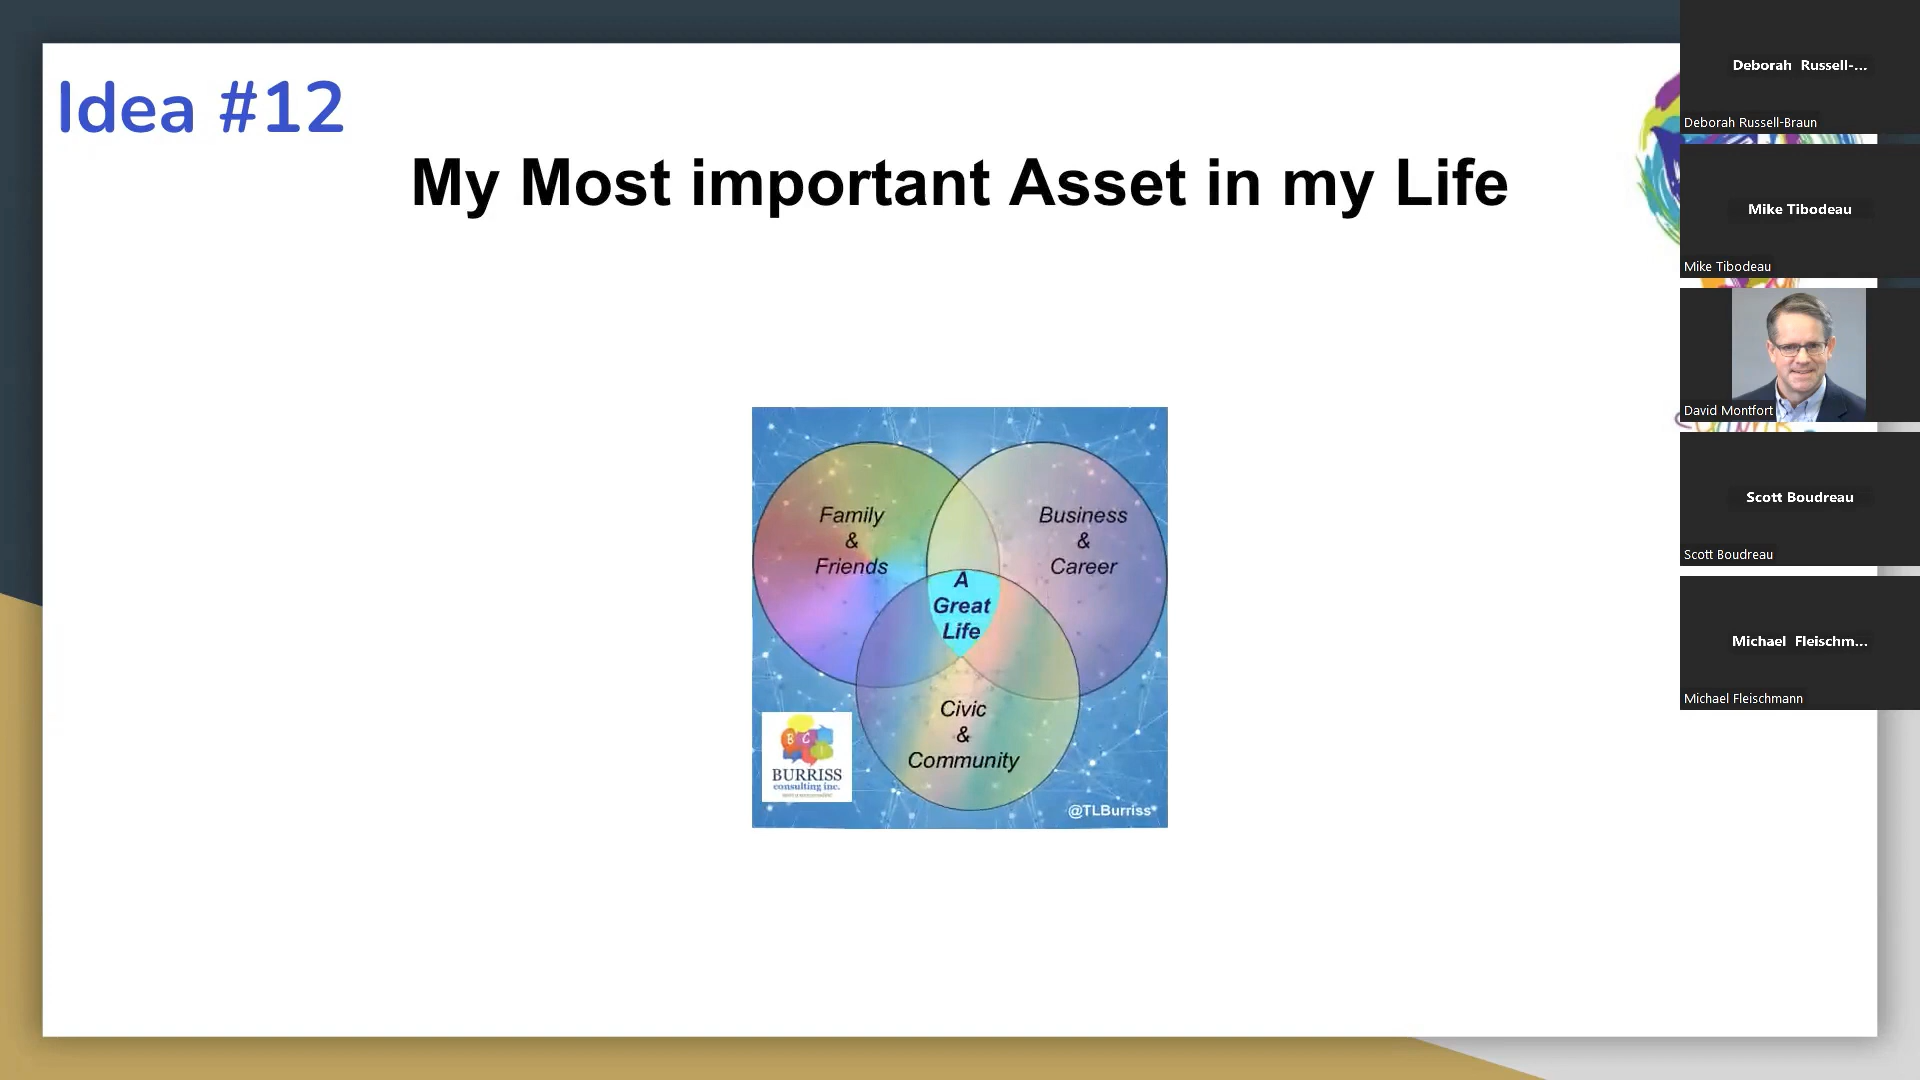 Idea #12
My Most important Asset in my Life
Family
&
Friends
Business
&
Career
A
Great
Life
Civic
&
Community
B C I
BURRISS
consulting inc.
@TLBurriss
Deborah Russell-...
Deborah Russell-Braun
Mike Tibodeau
Mike Tibodeau
David Montfort
Scott Boudreau
Scott Boudreau
Michael Fleischm...
Michael Fleischmann